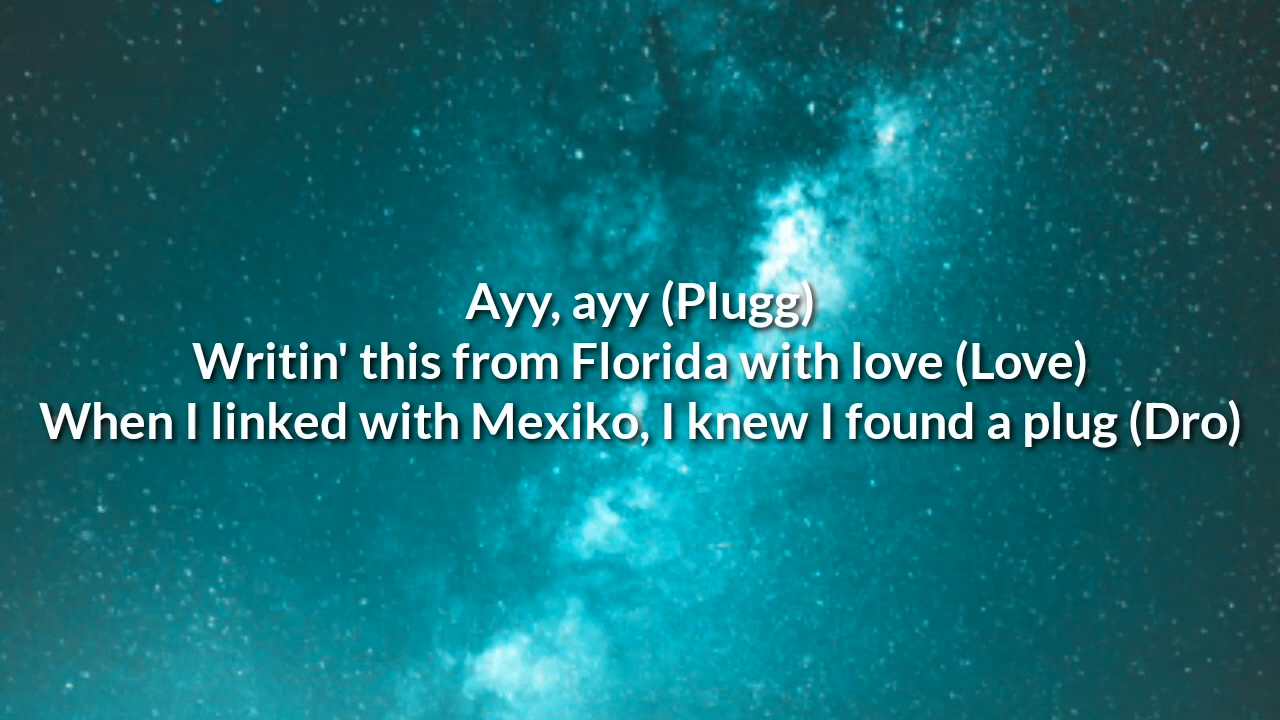 Ayy, ayy (Plugg)
Writin' this from Florida with love (Love)
When I linked with Mexiko, I knew I found a plug (Dro)